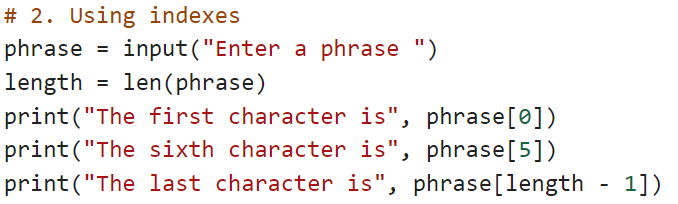 # 2. Using indexes
phrase = input("Enter a phrase ")
length = len(phrase)
print("The first character is", phrase[0])
print("The sixth character is", phrase[5])
print("The last character is", phrase[length - 1])